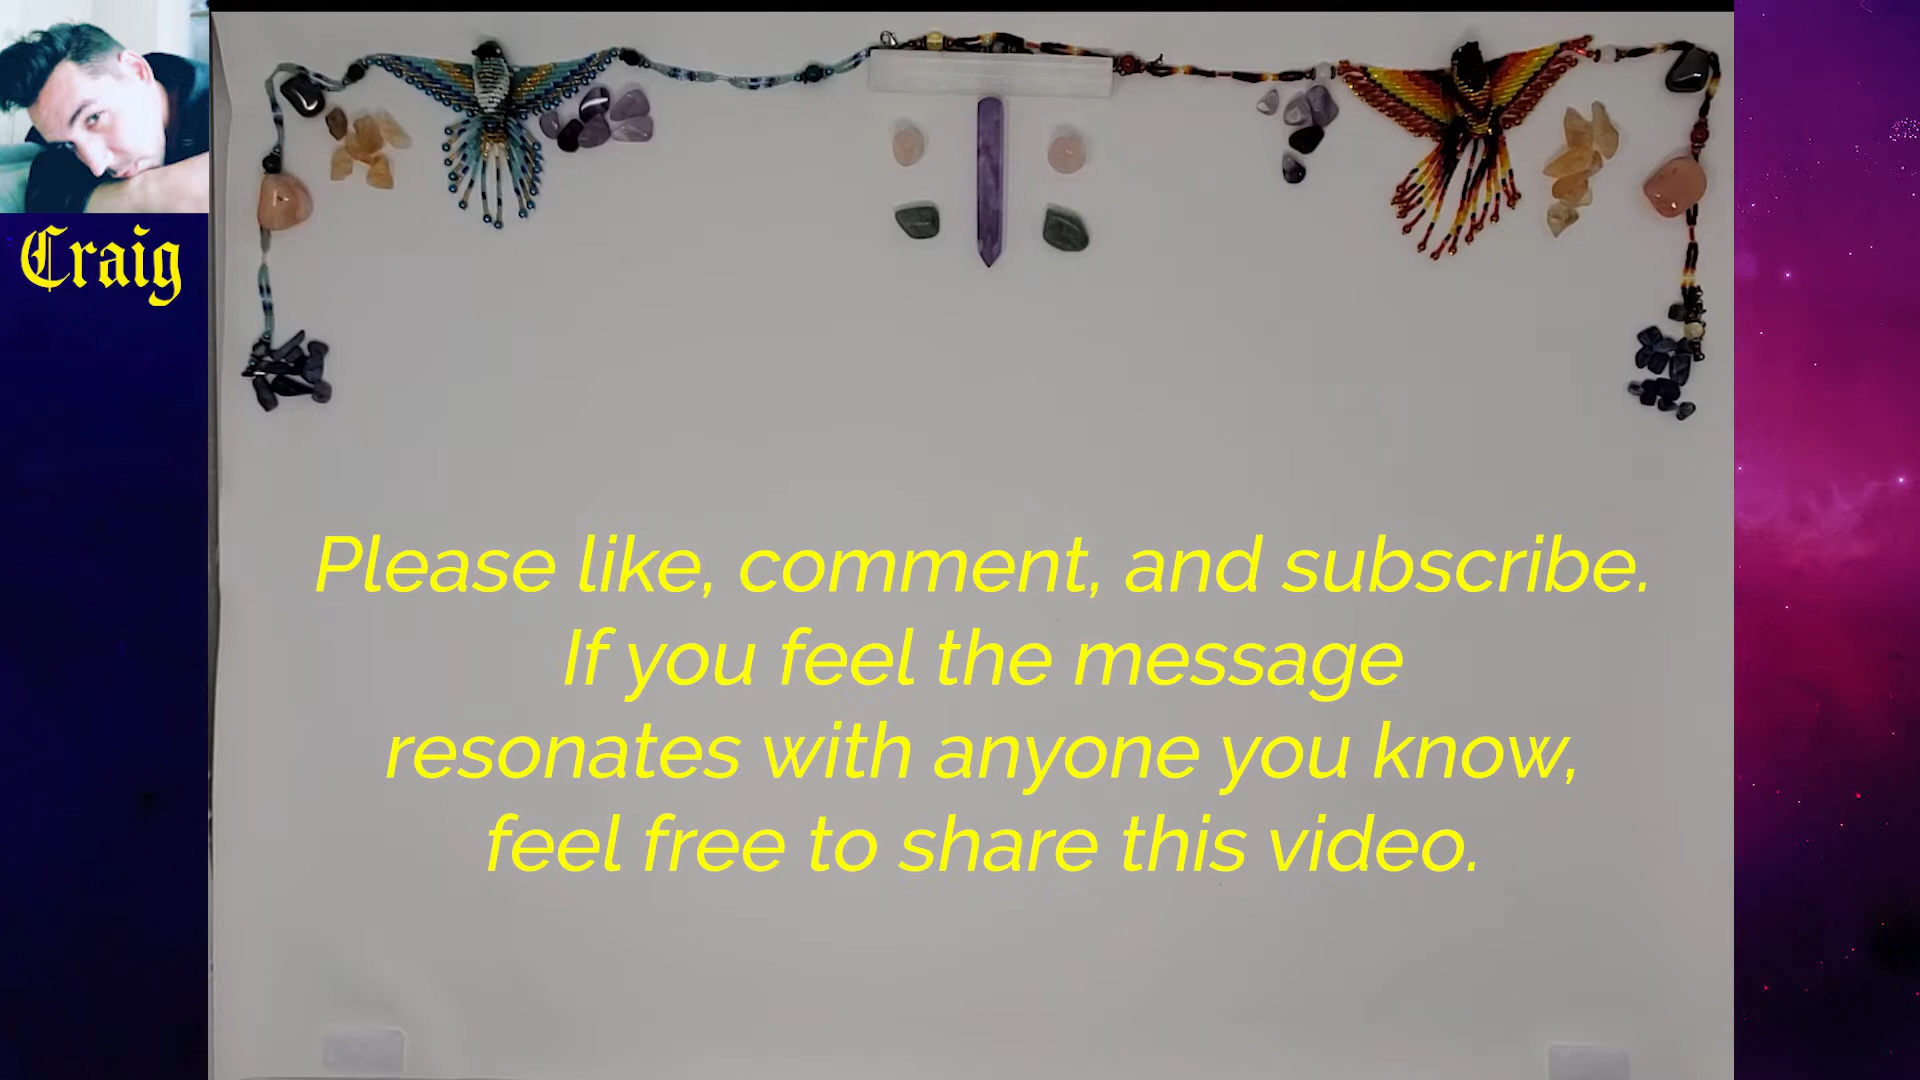 Craig
Please like, comment, and subscribe.
If you feel the message
resonates with anyone you know,
feel free to share this video.